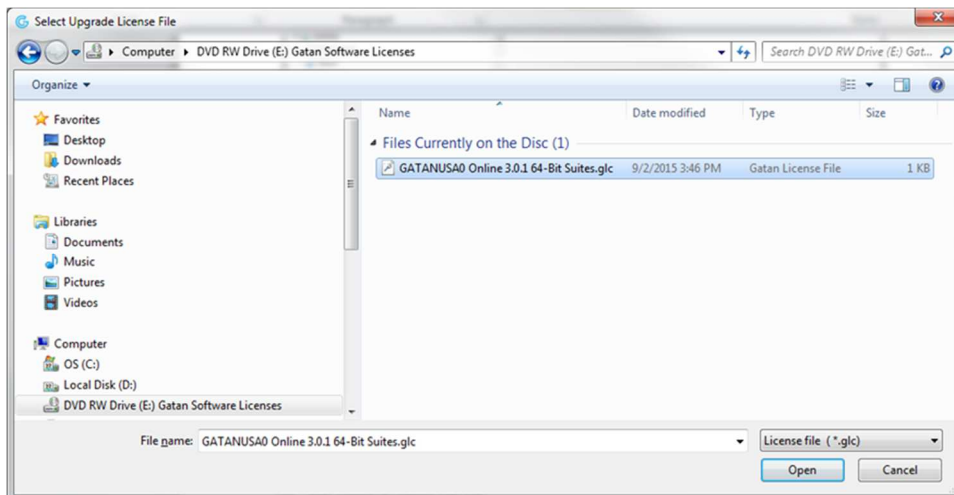 Select Upgrade License File
Computer DVD RW Drive (E:) Gatan Software Licenses Search DVD RW Drive (E:) Gat...
Organize
Favorites
Desktop
Downloads
Recent Places
Libraries
Documents
Music
Pictures
Videos
Computer
OS (C:)
Local Disk (D:)
DVD RW Drive (E:) Gatan Software Licenses
Name Date modified Type Size
Files Currently on the Disc (1)
GATANUSA0 Online 3.0.1 64-Bit Suites.glc 9/2/2015 3:46 PM Gatan License File 1 KB
File name: GATANUSA0 Online 3.0.1 64-Bit Suites.glc License file ( *.glc)
Open Cancel